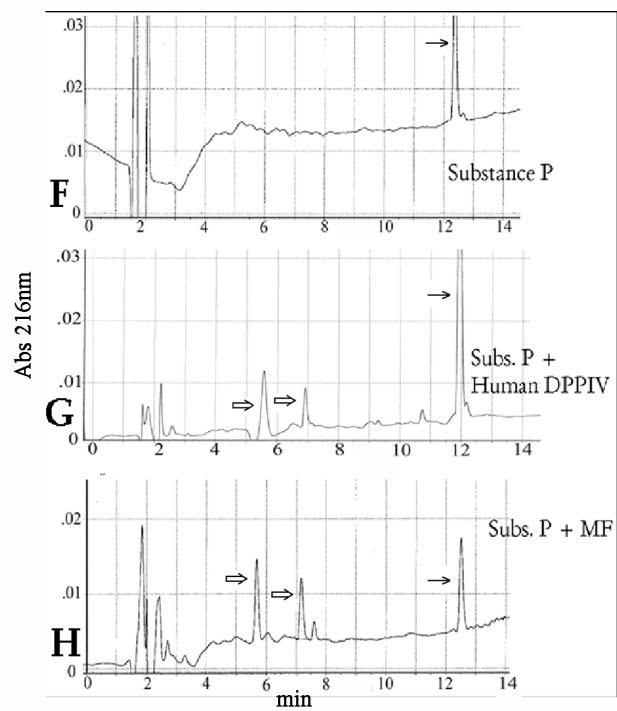 .03
.02
.01
0
F
Substance P
0 2 4 6 8 10 12 14
Abs 216nm
.03
.02
.01
0
G
Subs. P +
Human DPPIV
0 2 4 6 8 10 12 14
.02
.01
0
H
Subs. P + MF
0 2 4 6 8 10 12 14
min